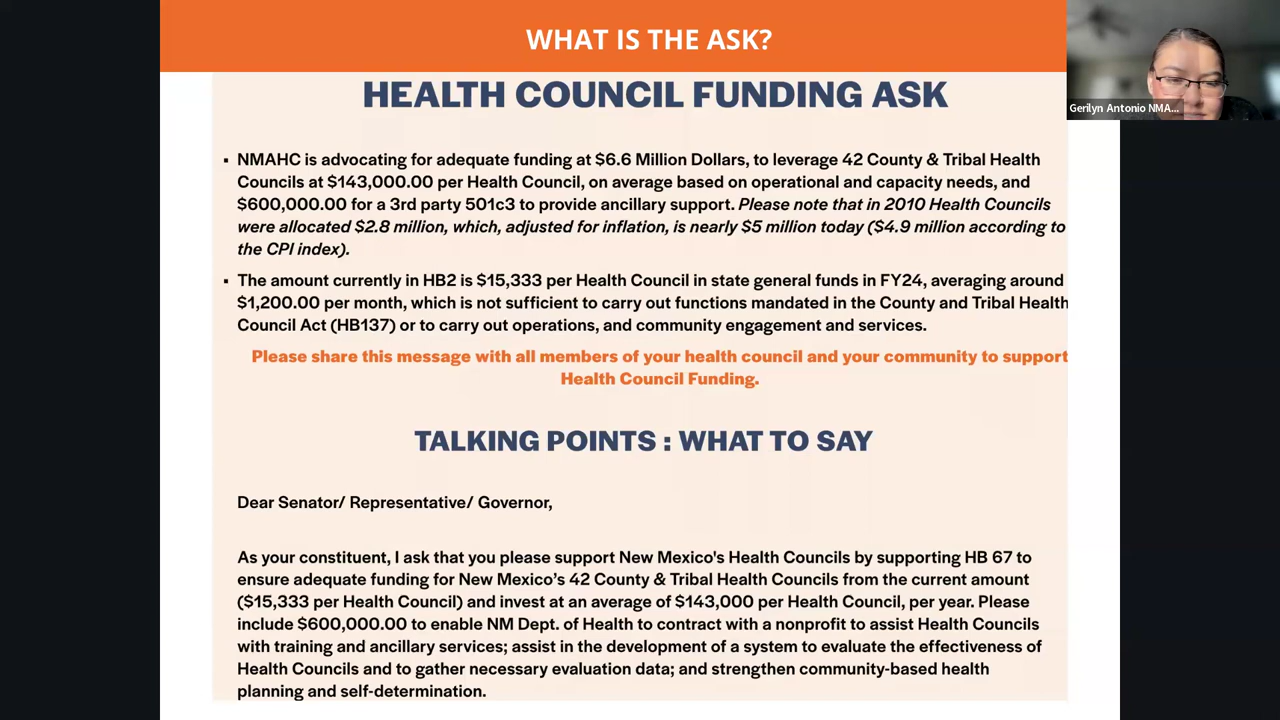 WHAT IS THE ASK?
Gerilyn Antonio NMA...
HEALTH COUNCIL FUNDING ASK
▪ NMAHC is advocating for adequate funding at $6.6 Million Dollars, to leverage 42 County & Tribal Health
Councils at $143,000.00 per Health Council, on average based on operational and capacity needs, and
$600,000.00 for a 3rd party 501c3 to provide ancillary support. Please note that in 2010 Health Councils
were allocated $2.8 million, which, adjusted for inflation, is nearly $5 million today ($4.9 million according to
the CPI index).
▪ The amount currently in HB2 is $15,333 per Health Council in state general funds in FY24, averaging around
$1,200.00 per month, which is not sufficient to carry out functions mandated in the County and Tribal Health
Council Act (HB137) or to carry out operations, and community engagement and services.
Please share this message with all members of your health council and your community to support
Health Council Funding.
TALKING POINTS : WHAT TO SAY
Dear Senator/ Representative/ Governor,
As your constituent, I ask that you please support New Mexico's Health Councils by supporting HB 67 to
ensure adequate funding for New Mexico’s 42 County & Tribal Health Councils from the current amount
($15,333 per Health Council) and invest at an average of $143,000 per Health Council, per year. Please
include $600,000.00 to enable NM Dept. of Health to contract with a nonprofit to assist Health Councils
with training and ancillary services; assist in the development of a system to evaluate the effectiveness of
Health Councils and to gather necessary evaluation data; and strengthen community-based health
planning and self-determination.